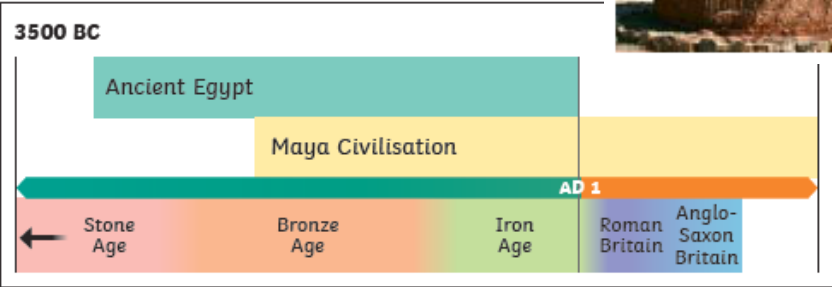 3500 BC
Ancient Egypt
Maya Civilisation
AD 1
Stone
Age
Bronze
Age
Iron
Age
Roman
Britain
Anglo-
Saxon
Britain